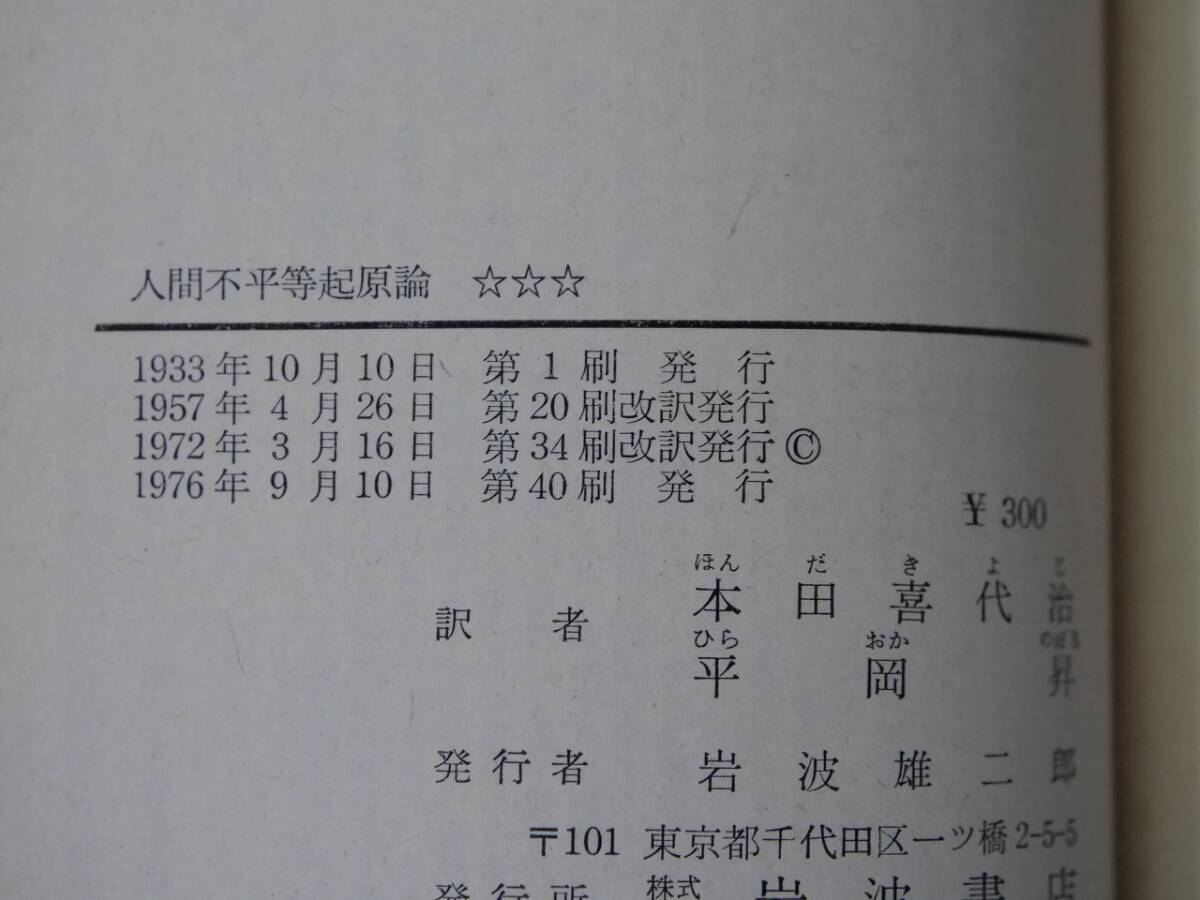 人間不平等起原論 ☆☆☆
1933年10月10日 第1刷発行
1957年4月26日 第20刷改訳発行
1972年3月16日 第34刷改訳発行©
1976年9月10日 第40刷発行
¥300
ほん だ き よ じ
訳者 本田喜代治
ひら おか のぼる
平岡昇
発行者 岩波雄二郎
〒101 東京都千代田区一ツ橋2-5-5
発行所 株式 岩波書店